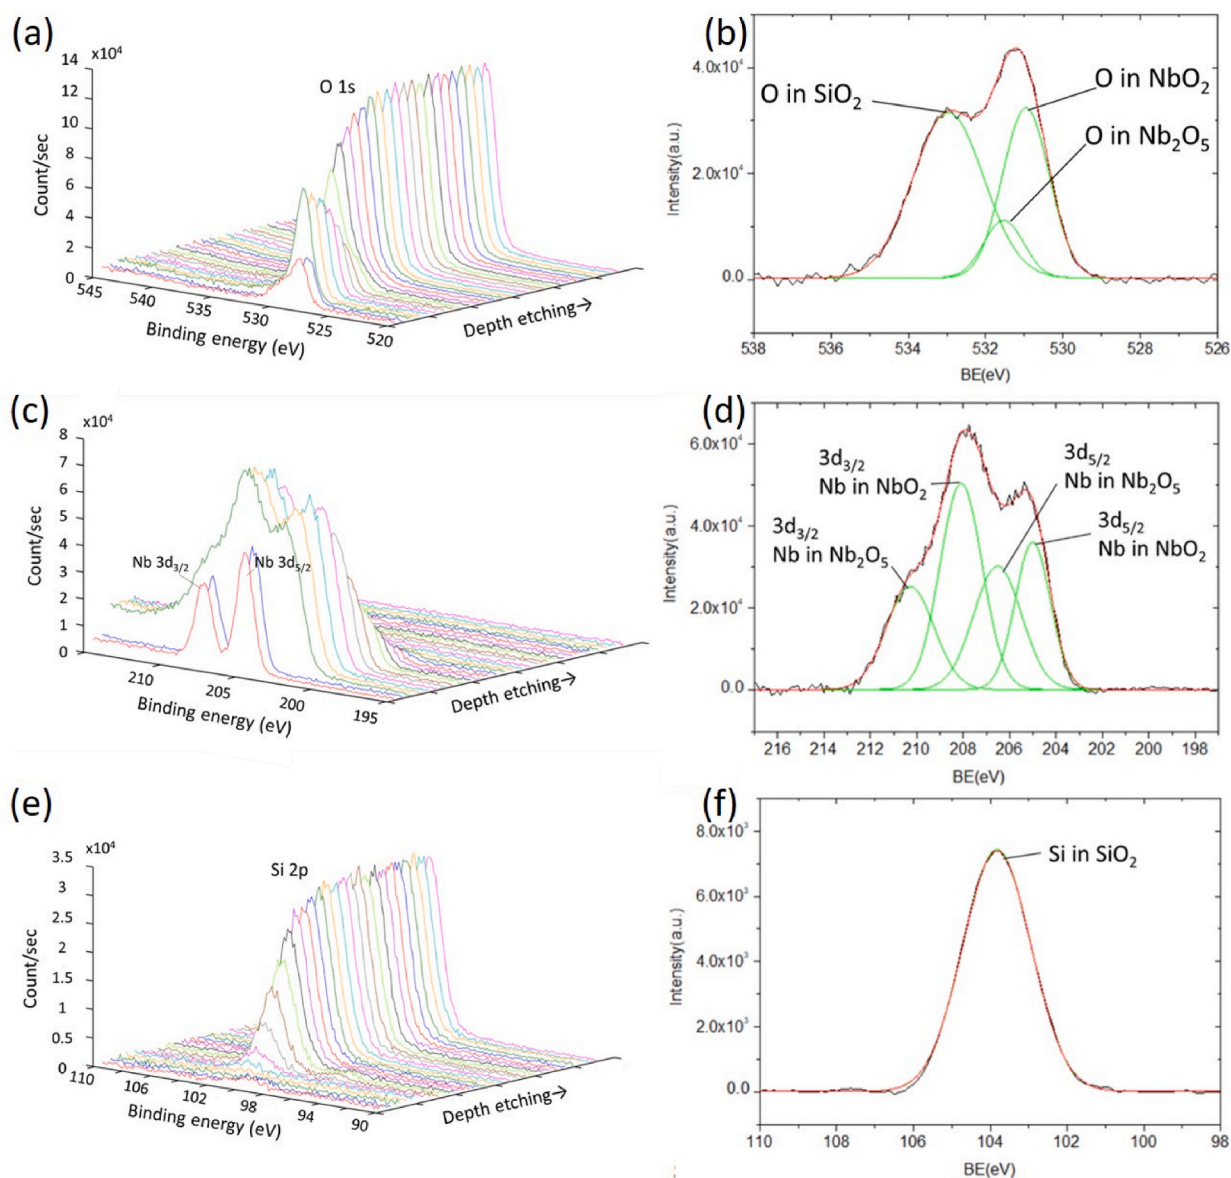 (a)
x10⁴
14
12
10
8
6
4
2
0
Count/sec
O 1s
545
540
535
530
525
520
Binding energy (eV)
Depth etching→
(b)
4.0x10⁴
2.0x10⁴
0.0
Intensity(a.u.)
O in SiO₂
O in NbO₂
O in Nb₂O₅
538 536 534 532 530 528 526
BE(eV)
(c)
x10⁴
8
7
6
5
4
3
2
1
0
Count/sec
Nb 3d₃/₂
Nb 3d₅/₂
210
205
200
195
Binding energy (eV)
Depth etching→
(d)
6.0x10⁴
4.0x10⁴
2.0x10⁴
0.0
Intensity(a.u.)
3d₃/₂
Nb in NbO₂
3d₅/₂
Nb in Nb₂O₅
3d₃/₂
Nb in Nb₂O₅
3d₅/₂
Nb in NbO₂
216 214 212 210 208 206 204 202 200 198
BE(eV)
(e)
x10⁴
3.5
3
2.5
2
1.5
1
0.5
0
Count/sec
Si 2p
110
106
102
98
94
90
Binding energy (eV)
Depth etching→
(f)
8.0x10³
6.0x10³
4.0x10³
2.0x10³
0.0
Intensity(a.u.)
Si in SiO₂
110 108 106 104 102 100 98
BE(eV)